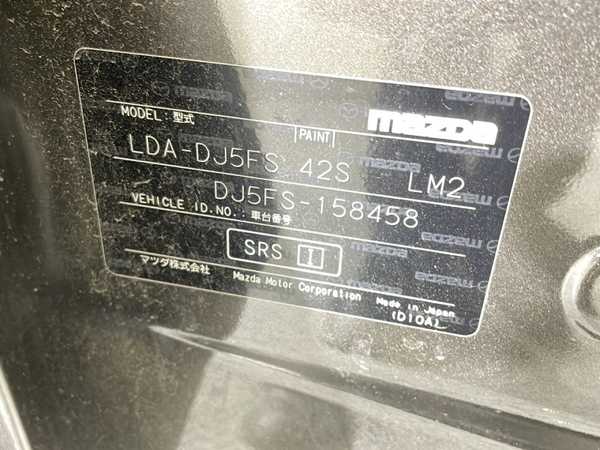 mazda
MODEL:型式 PAINT
LDA-DJ5FS 42S LM2
DJ5FS-158458
VEHICLE ID.NO.:車台番号
SRS I
マツダ株式会社 Mazda Motor Corporation Made in Japan
(D10A)